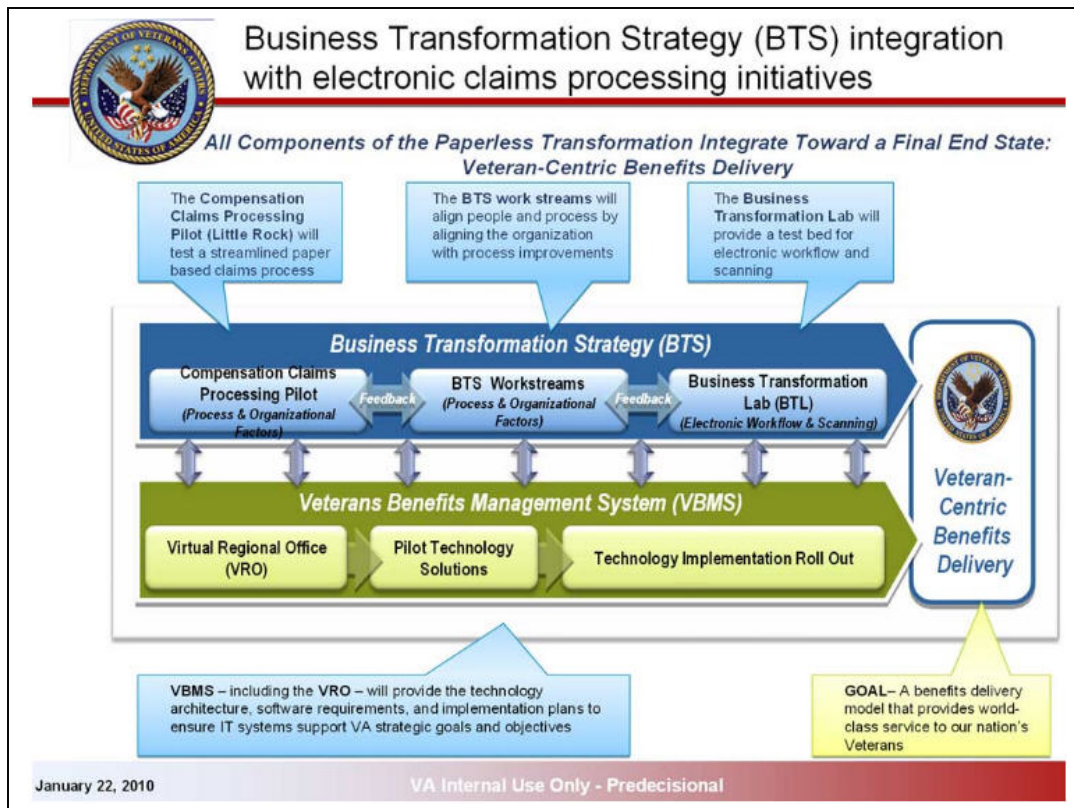 Business Transformation Strategy (BTS) integration
with electronic claims processing initiatives
DEPARTMENT OF VETERANS AFFAIRS
UNITED STATES OF AMERICA
All Components of the Paperless Transformation Integrate Toward a Final End State:
Veteran-Centric Benefits Delivery
The Compensation
Claims Processing
Pilot (Little Rock) will
test a streamlined paper
based claims process
The BTS work streams will
align people and process by
aligning the organization
with process improvements
The Business
Transformation Lab will
provide a test bed for
electronic workflow and
scanning
Business Transformation Strategy (BTS)
Compensation Claims
Processing Pilot
(Process & Organizational
Factors)
Feedback
BTS Workstreams
(Process & Organizational
Factors)
Feedback
Business Transformation
Lab (BTL)
(Electronic Workflow & Scanning)
Veterans Benefits Management System (VBMS)
Virtual Regional Office
(VRO)
Pilot Technology
Solutions
Technology Implementation Roll Out
Veteran-
Centric
Benefits
Delivery
VBMS – including the VRO – will provide the technology
architecture, software requirements, and implementation plans to
ensure IT systems support VA strategic goals and objectives
GOAL– A benefits delivery
model that provides world-
class service to our nation's
Veterans
January 22, 2010
VA Internal Use Only - Predecisional